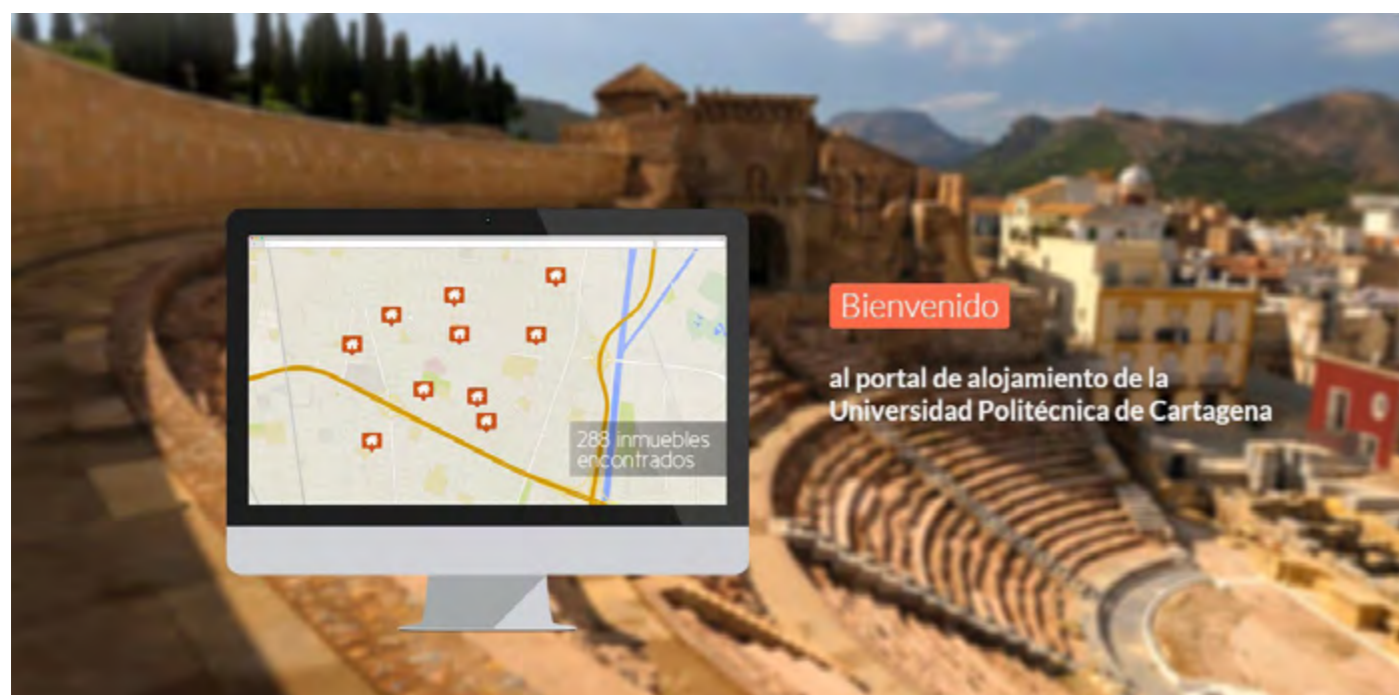 288 inmuebles
encontrados
Bienvenido
al portal de alojamiento de la
Universidad Politécnica de Cartagena